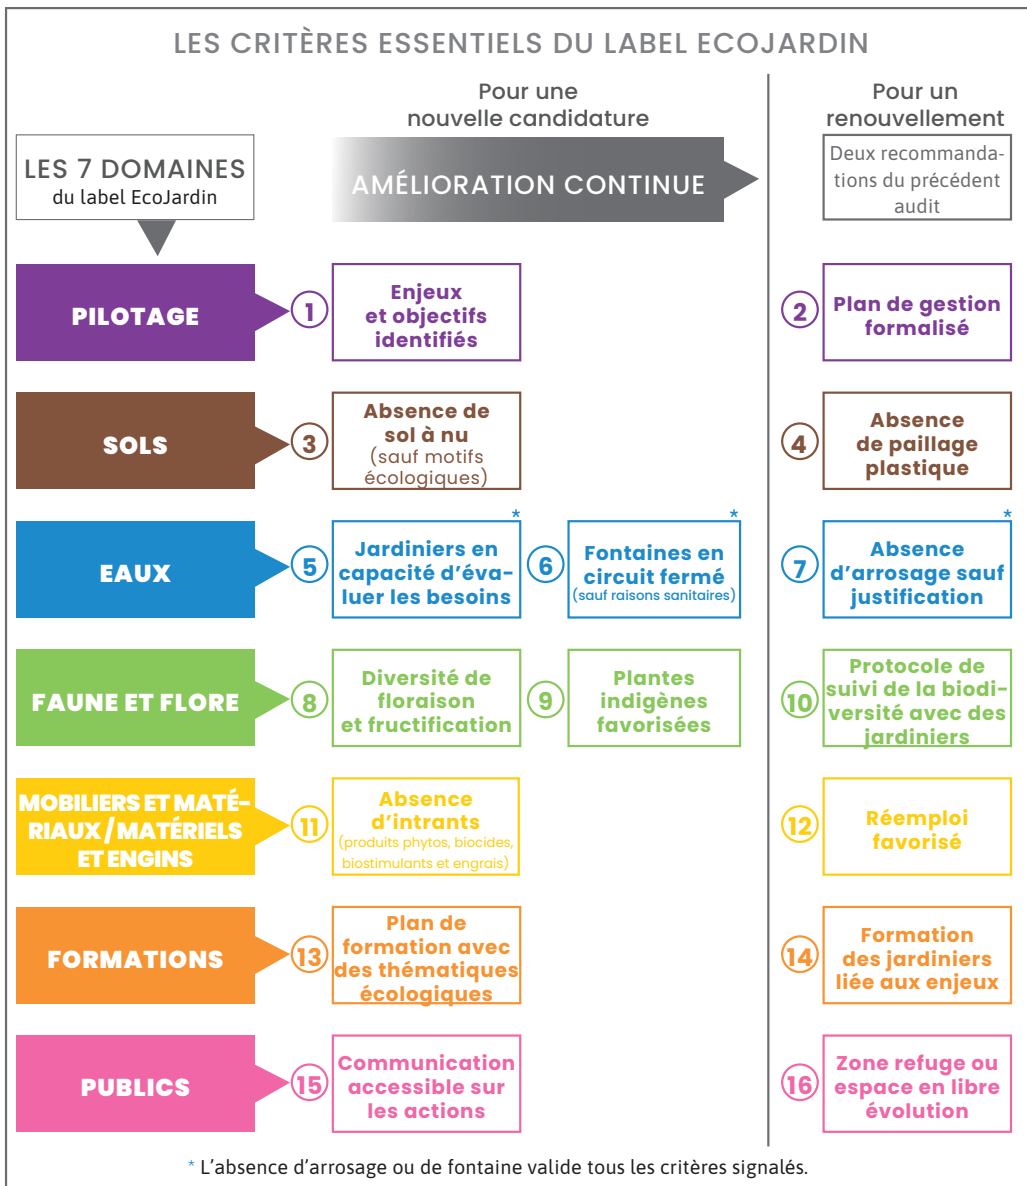 LES CRITÈRES ESSENTIELS DU LABEL ECOJARDIN
Pour une
nouvelle candidature
Pour un
renouvellement
LES 7 DOMAINES
du label EcoJardin
AMÉLIORATION CONTINUE
Deux recommanda-
tions du précédent
audit
PILOTAGE
1
Enjeux
et objectifs
identifiés
2
Plan de gestion
formalisé
SOLS
3
Absence de
sol à nu
(sauf motifs
écologiques)
4
Absence
de paillage
plastique
EAUX
5
*
Jardiniers en
capacité d'éva-
luer les besoins
6
*
Fontaines en
circuit fermé
(sauf raisons sanitaires)
7
*
Absence
d'arrosage sauf
justification
FAUNE ET FLORE
8
Diversité de
floraison
et fructification
9
Plantes
indigènes
favorisées
10
Protocole de
suivi de la biodi-
versité avec des
jardiniers
MOBILIERS ET MATÉ-
RIAUX / MATÉRIELS
ET ENGINS
11
Absence
d'intrants
(produits phytos, biocides,
biostimulants et engrais)
12
Réemploi
favorisé
FORMATIONS
13
Plan de
formation avec
des thématiques
écologiques
14
Formation
des jardiniers
liée aux enjeux
PUBLICS
15
Communication
accessible sur
les actions
16
Zone refuge ou
espace en libre
évolution
* L'absence d'arrosage ou de fontaine valide tous les critères signalés.